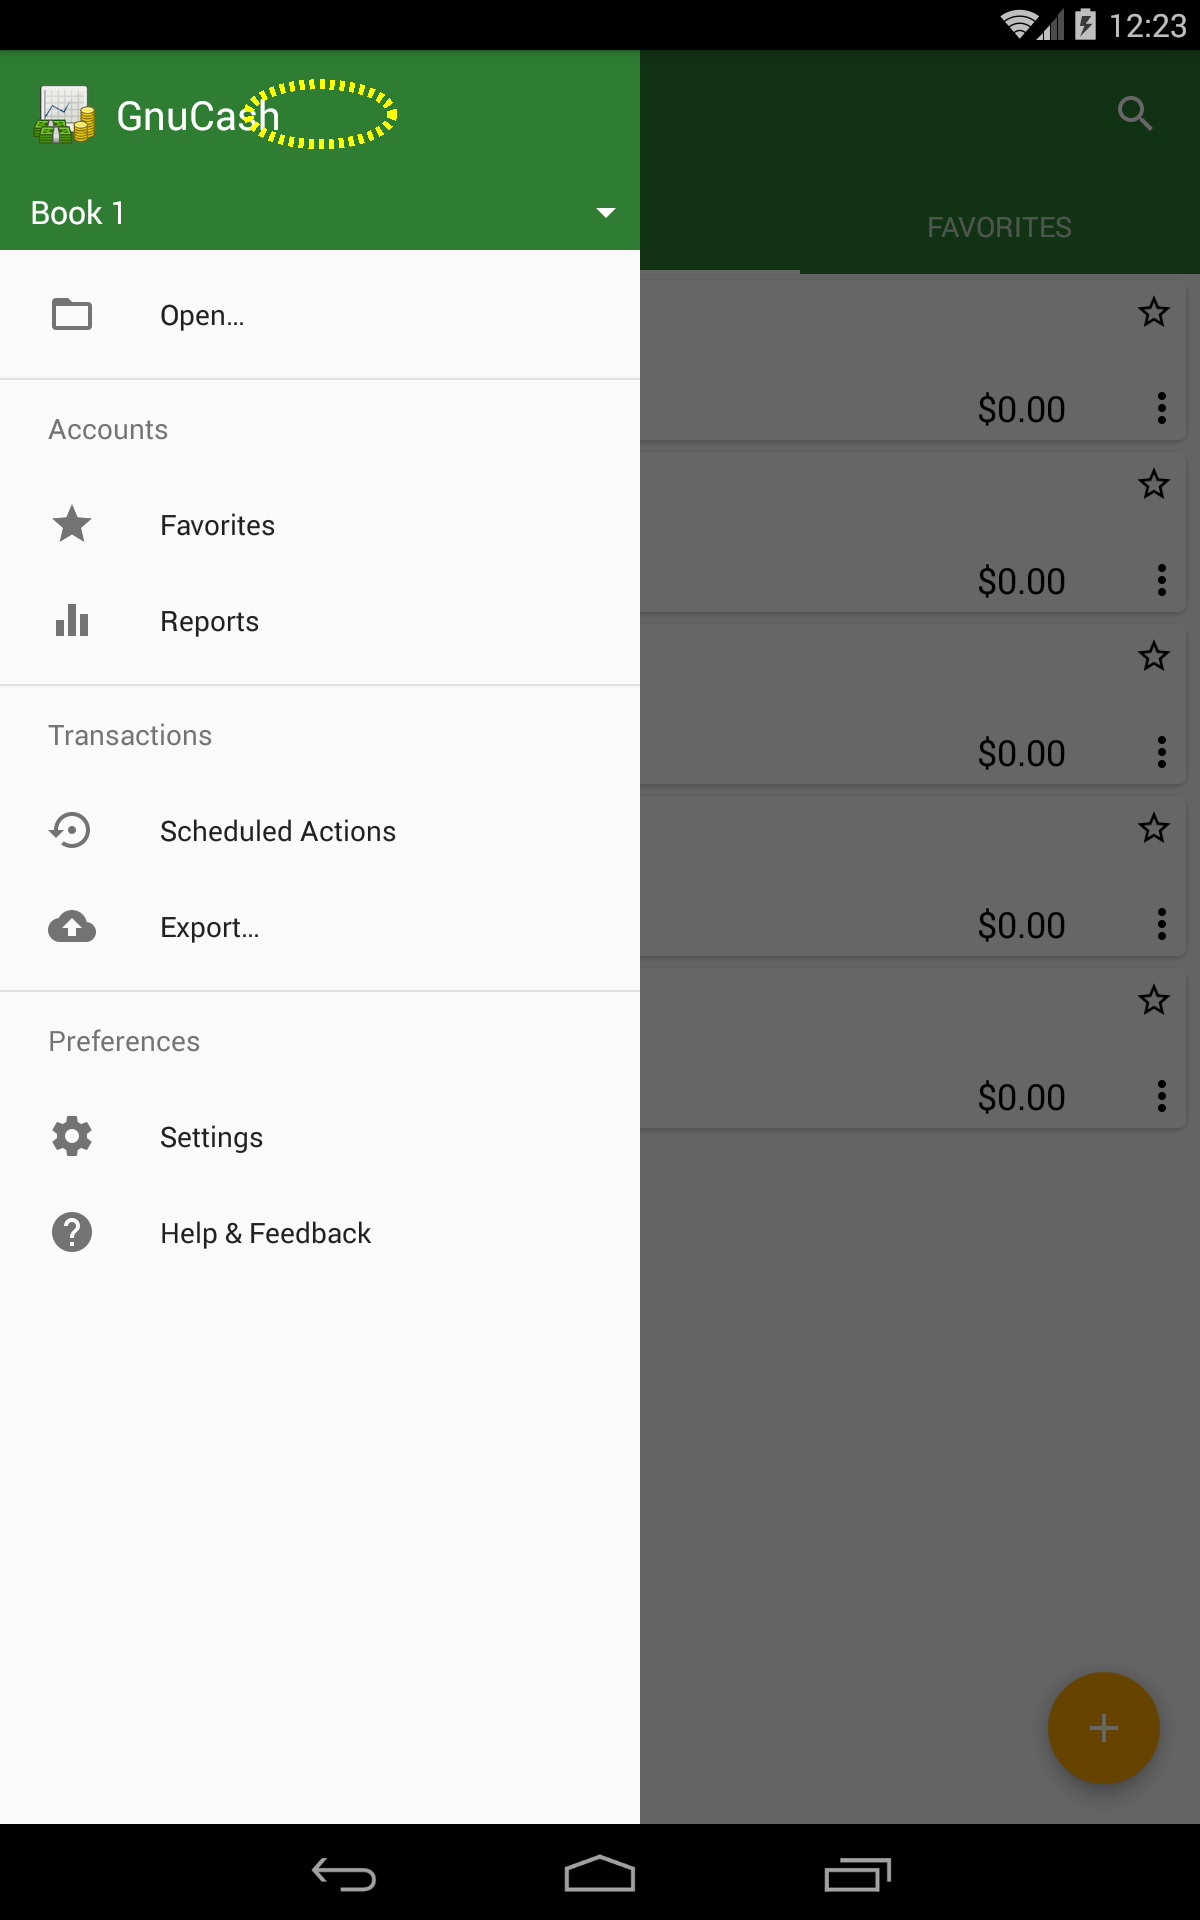 12:23
GnuCash
Book 1
FAVORITES
Open...
$0.00
Accounts
Favorites
$0.00
Reports
Transactions
$0.00
Scheduled Actions
Export...
$0.00
Preferences
$0.00
Settings
Help & Feedback